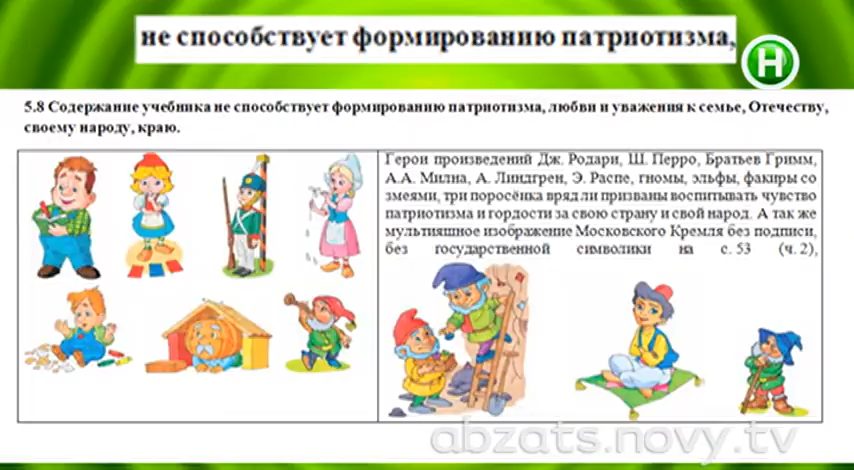 не способствует формированию патриотизма,
Н
5.8 Содержание учебника не способствует формированию патриотизма, любви и уважения к семье, Отечеству,
своему народу, краю.
Герои произведений Дж. Родари, Ш. Перро, Братьев Гримм,
А.А. Милна, А. Линдгрен, Э. Распе, гномы, эльфы, факиры со
змеями, три поросёнка вряд ли призваны воспитывать чувство
патриотизма и гордости за свою страну и свой народ. А так же
мультяшное изображение Московского Кремля без подписи,
без государственной символики на с. 53 (ч. 2),
abzats.novy.tv